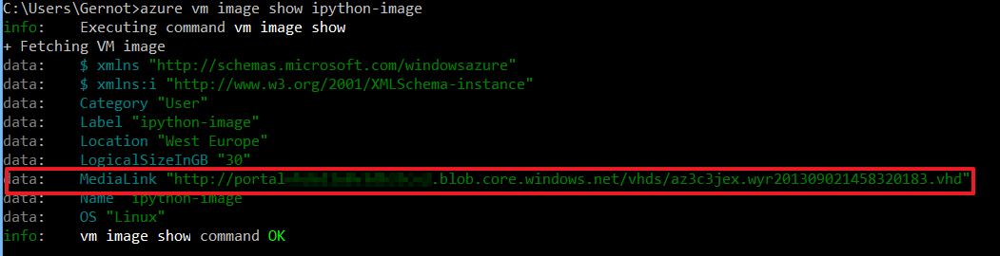 C:\Users\Gernot>azure vm image show ipython-image
info: Executing command vm image show
+ Fetching VM image
data: $ xmlns "http://schemas.microsoft.com/windowsazure"
data: $ xmlns:i "http://www.w3.org/2001/XMLSchema-instance"
data: Category "User"
data: Label "ipython-image"
data: Location "West Europe"
data: LogicalSizeInGB "30"
data: MediaLink "http://portal .blob.core.windows.net/vhds/az3c3jex.wyr201309021458320183.vhd"
data: Name "ipython-image"
data: OS "Linux"
info: vm image show command OK